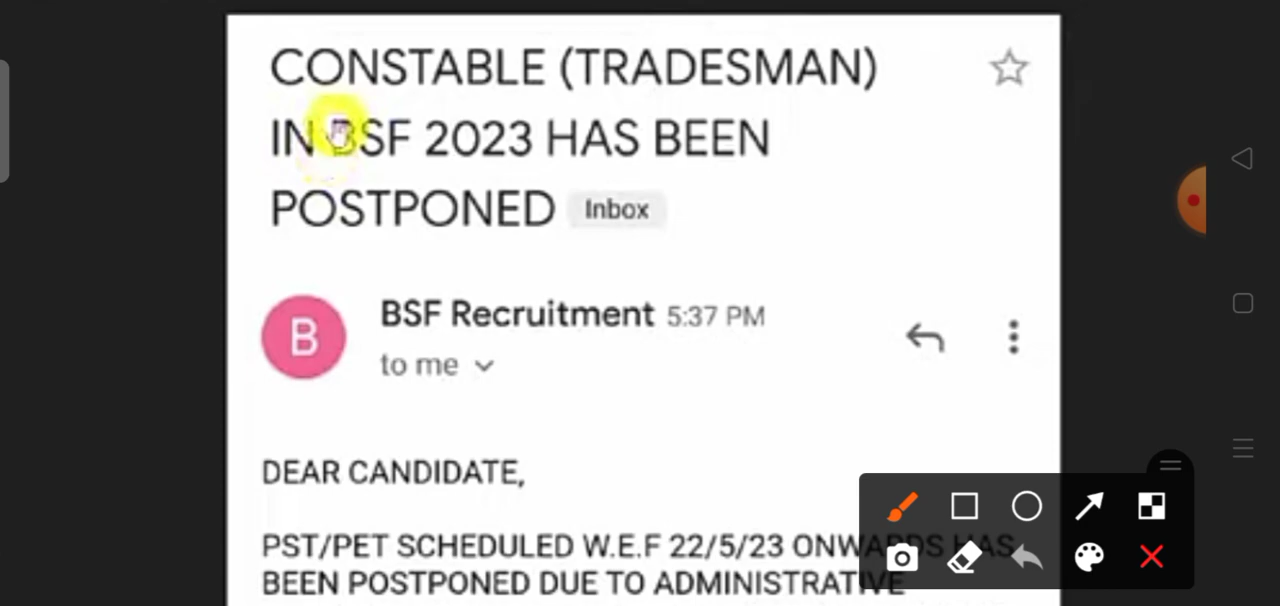 CONSTABLE (TRADESMAN)
IN BSF 2023 HAS BEEN
POSTPONED Inbox
B
BSF Recruitment 5:37 PM
to me
DEAR CANDIDATE,
PST/PET SCHEDULED W.E.F 22/5/23 ONWARDS HAS
BEEN POSTPONED DUE TO ADMINISTRATIVE